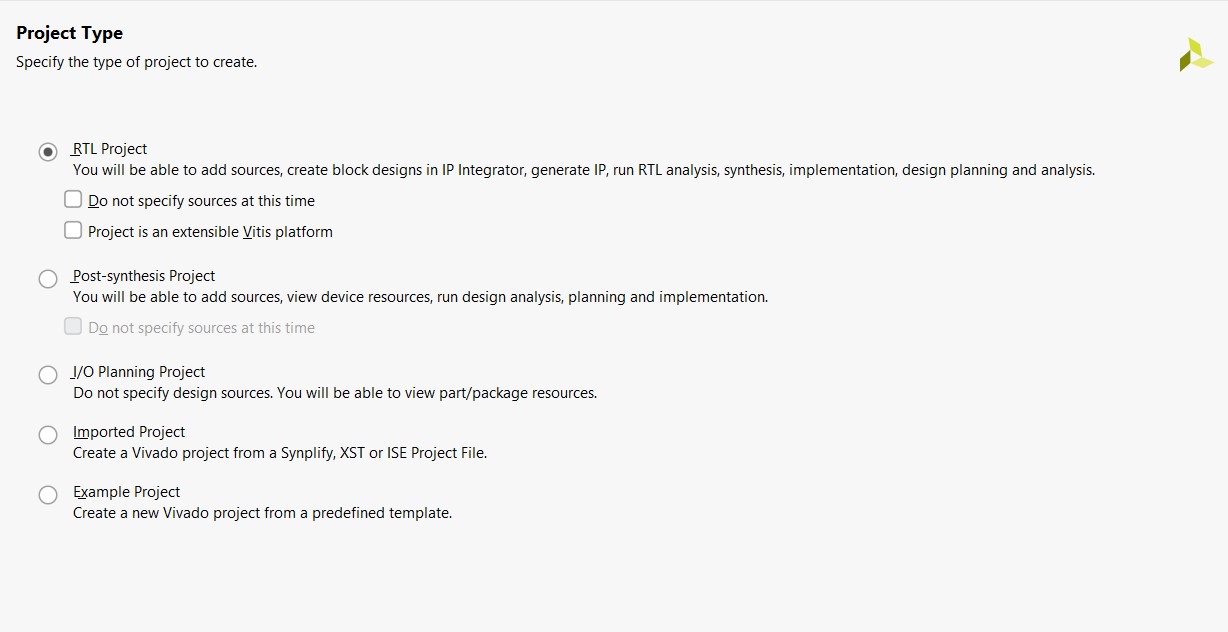 Project Type
Specify the type of project to create.
RTL Project
You will be able to add sources, create block designs in IP Integrator, generate IP, run RTL analysis, synthesis, implementation, design planning and analysis.
Do not specify sources at this time
Project is an extensible Vitis platform
Post-synthesis Project
You will be able to add sources, view device resources, run design analysis, planning and implementation.
Do not specify sources at this time
I/O Planning Project
Do not specify design sources. You will be able to view part/package resources.
Imported Project
Create a Vivado project from a Synplify, XST or ISE Project File.
Example Project
Create a new Vivado project from a predefined template.